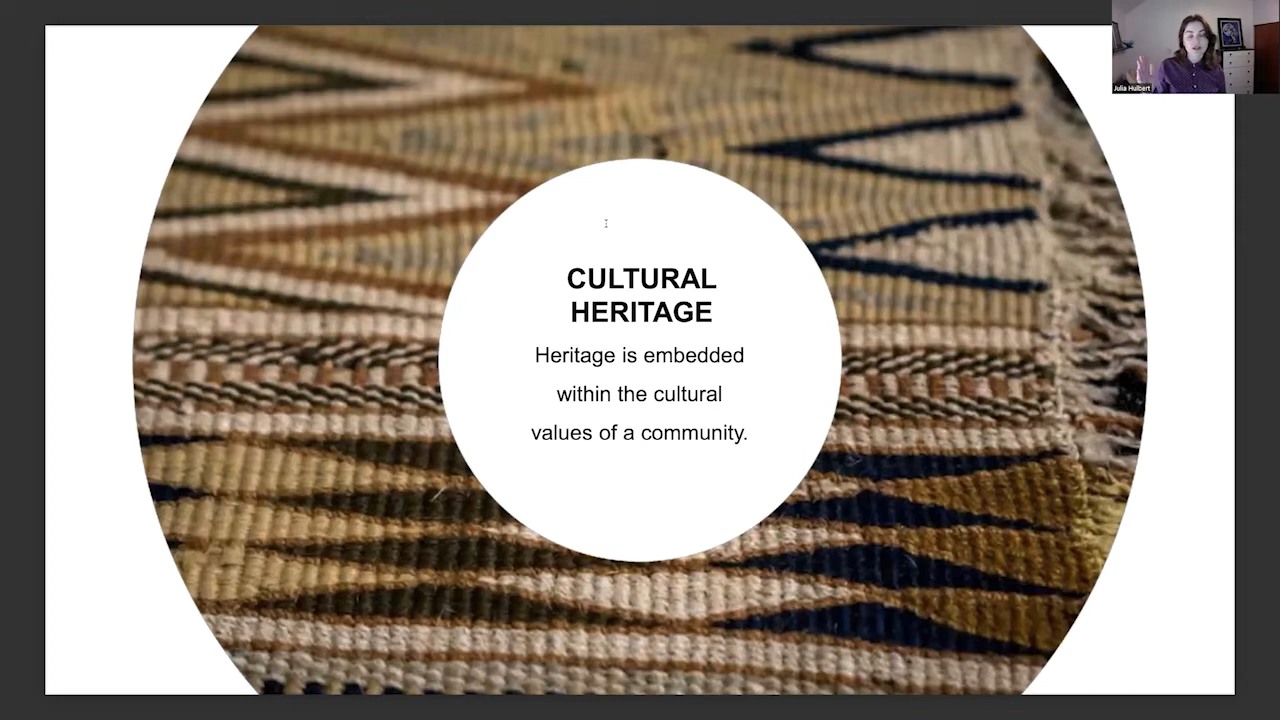 Julia Hulbert
CULTURAL
HERITAGE
Heritage is embedded
within the cultural
values of a community.